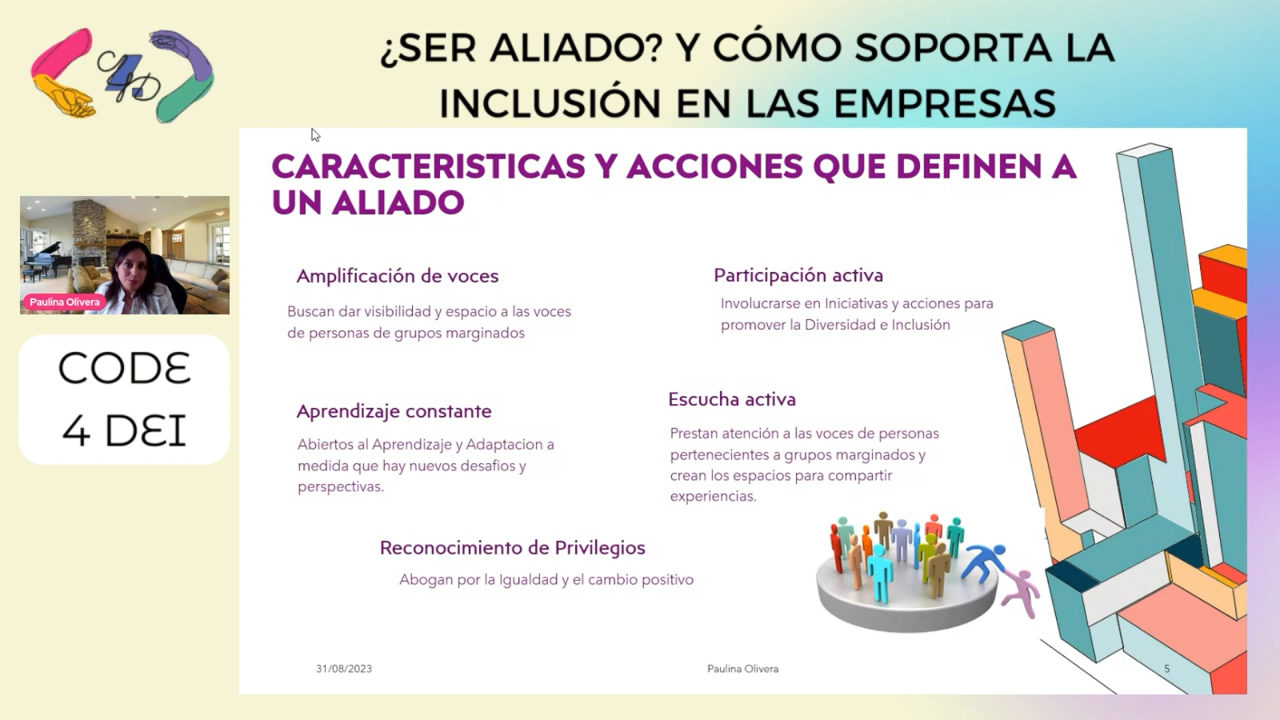 ¿SER ALIADO? Y CÓMO SOPORTA LA
INCLUSIÓN EN LAS EMPRESAS
CARACTERISTICAS Y ACCIONES QUE DEFINEN A
UN ALIADO
Paulina Olivera
CODE
4 DEI
Amplificación de voces
Buscan dar visibilidad y espacio a las voces
de personas de grupos marginados
Participación activa
Involucrarse en Iniciativas y acciones para
promover la Diversidad e Inclusión
Aprendizaje constante
Abiertos al Aprendizaje y Adaptacion a
medida que hay nuevos desafios y
perspectivas.
Escucha activa
Prestan atención a las voces de personas
pertenecientes a grupos marginados y
crean los espacios para compartir
experiencias.
Reconocimiento de Privilegios
Abogan por la Igualdad y el cambio positivo
31/08/2023
Paulina Olivera
5